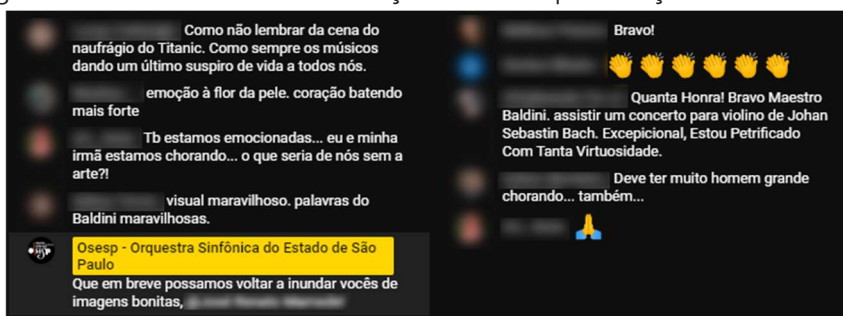 Como não lembrar da cena do
naufrágio do Titanic. Como sempre os músicos
dando um último suspiro de vida a todos nós.
emoção à flor da pele. coração batendo
mais forte
Tb estamos emocionadas... eu e minha
irmã estamos chorando... o que seria de nós sem a
arte?!
visual maravilhoso. palavras do
Baldini maravilhosas.
Osesp - Orquestra Sinfônica do Estado de São
Paulo
Que em breve possamos voltar a inundar vocês de
imagens bonitas,
Bravo!
👏👏👏👏👏👏
Quanta Honra! Bravo Maestro
Baldini. assistir um concerto para violino de Johan
Sebastin Bach. Excepicional, Estou Petrificado
Com Tanta Virtuosidade.
Deve ter muito homem grande
chorando... também...
🙏